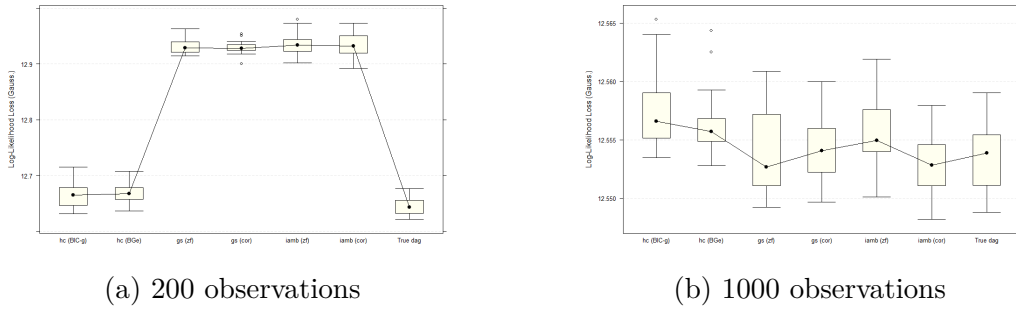 Log-Likelihood Loss (Gauss.)
12.9
12.8
12.7
hc (BIC-g) hc (BGe) gs (zf) gs (cor) iamb (zf) iamb (cor) True dag
(a) 200 observations
Log-Likelihood Loss (Gauss.)
12.565
12.560
12.555
12.550
hc (BIC-g) hc (BGe) gs (zf) gs (cor) iamb (zf) iamb (cor) True dag
(b) 1000 observations